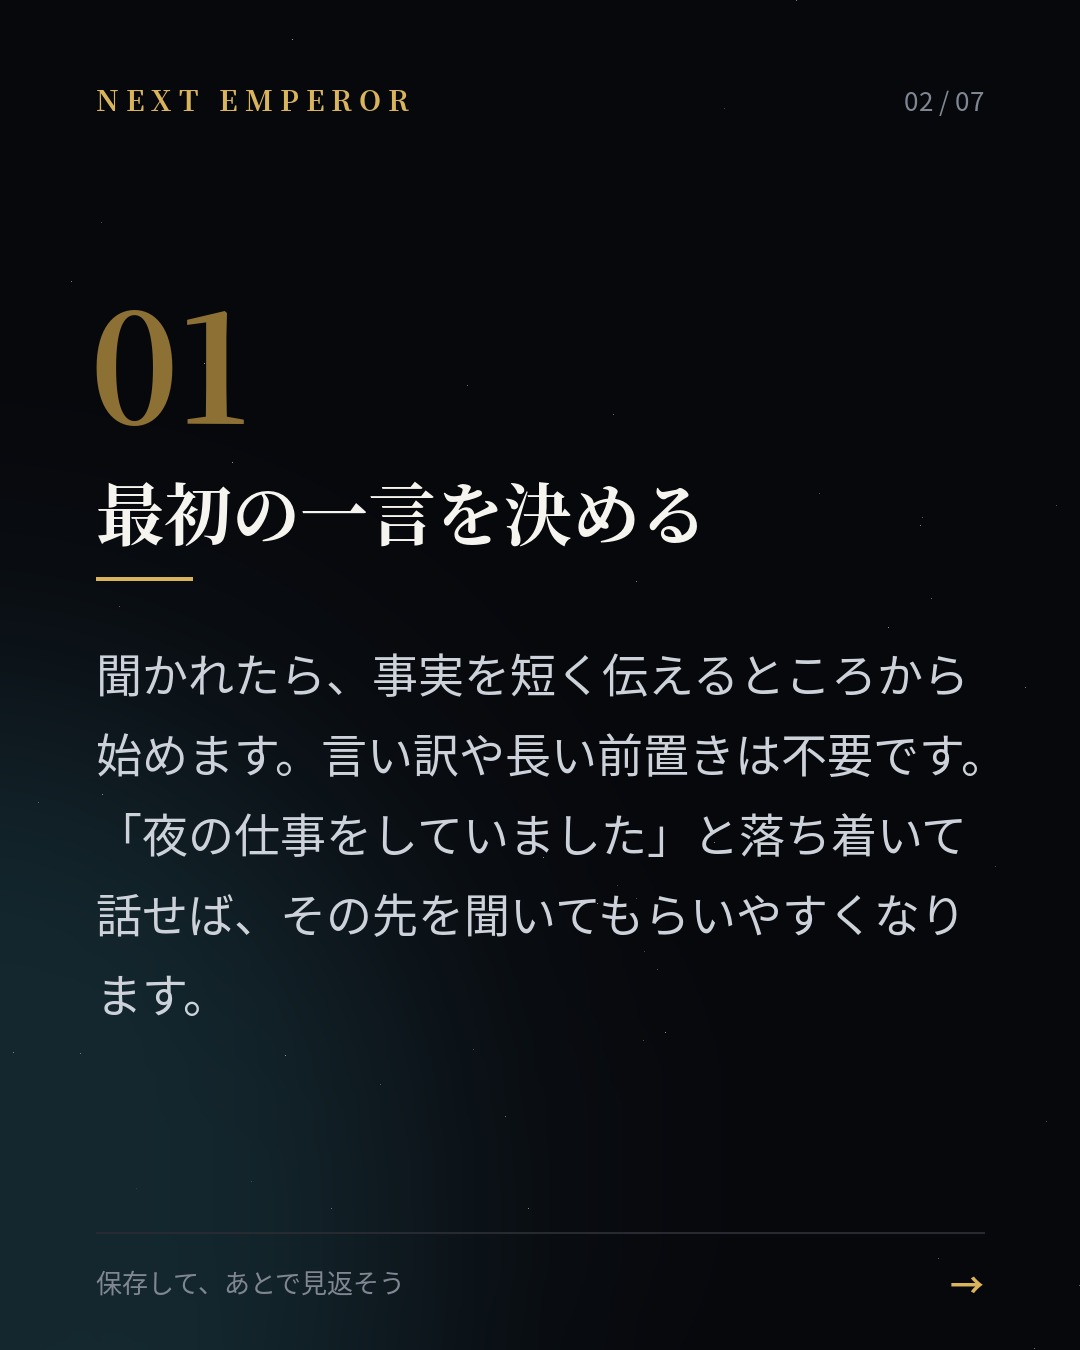 NEXT EMPEROR
02 / 07
01
最初の一言を決める
聞かれたら、事実を短く伝えるところから
始めます。言い訳や長い前置きは不要です。
「夜の仕事をしていました」と落ち着いて
話せば、その先を聞いてもらいやすくなり
ます。
保存して、あとで見返そう
→